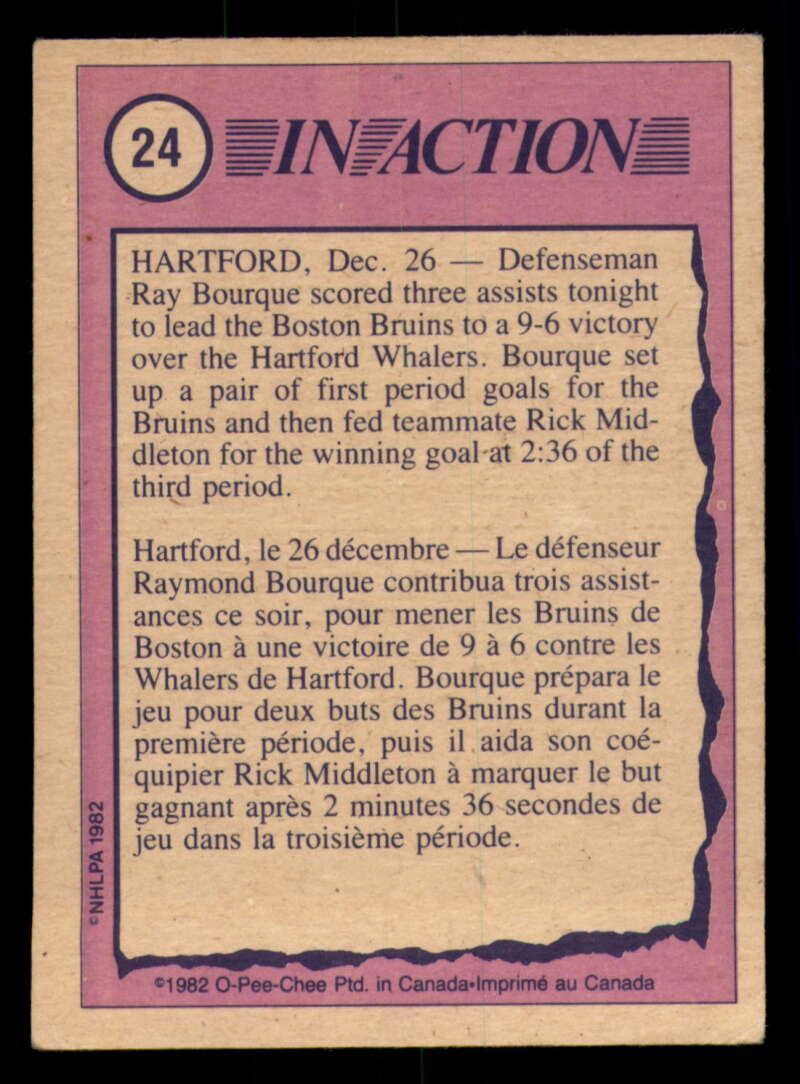 24 IN ACTION
HARTFORD, Dec. 26 — Defenseman
Ray Bourque scored three assists tonight
to lead the Boston Bruins to a 9-6 victory
over the Hartford Whalers. Bourque set
up a pair of first period goals for the
Bruins and then fed teammate Rick Mid-
dleton for the winning goal at 2:36 of the
third period.
Hartford, le 26 décembre — Le défenseur
Raymond Bourque contribua trois assist-
ances ce soir, pour mener les Bruins de
Boston à une victoire de 9 à 6 contre les
Whalers de Hartford. Bourque prépara le
jeu pour deux buts des Bruins durant la
première période, puis il aida son coé-
quipier Rick Middleton à marquer le but
gagnant après 2 minutes 36 secondes de
jeu dans la troisième période.
©NHLPA 1982
©1982 O-Pee-Chee Ptd. in Canada•Imprimé au Canada